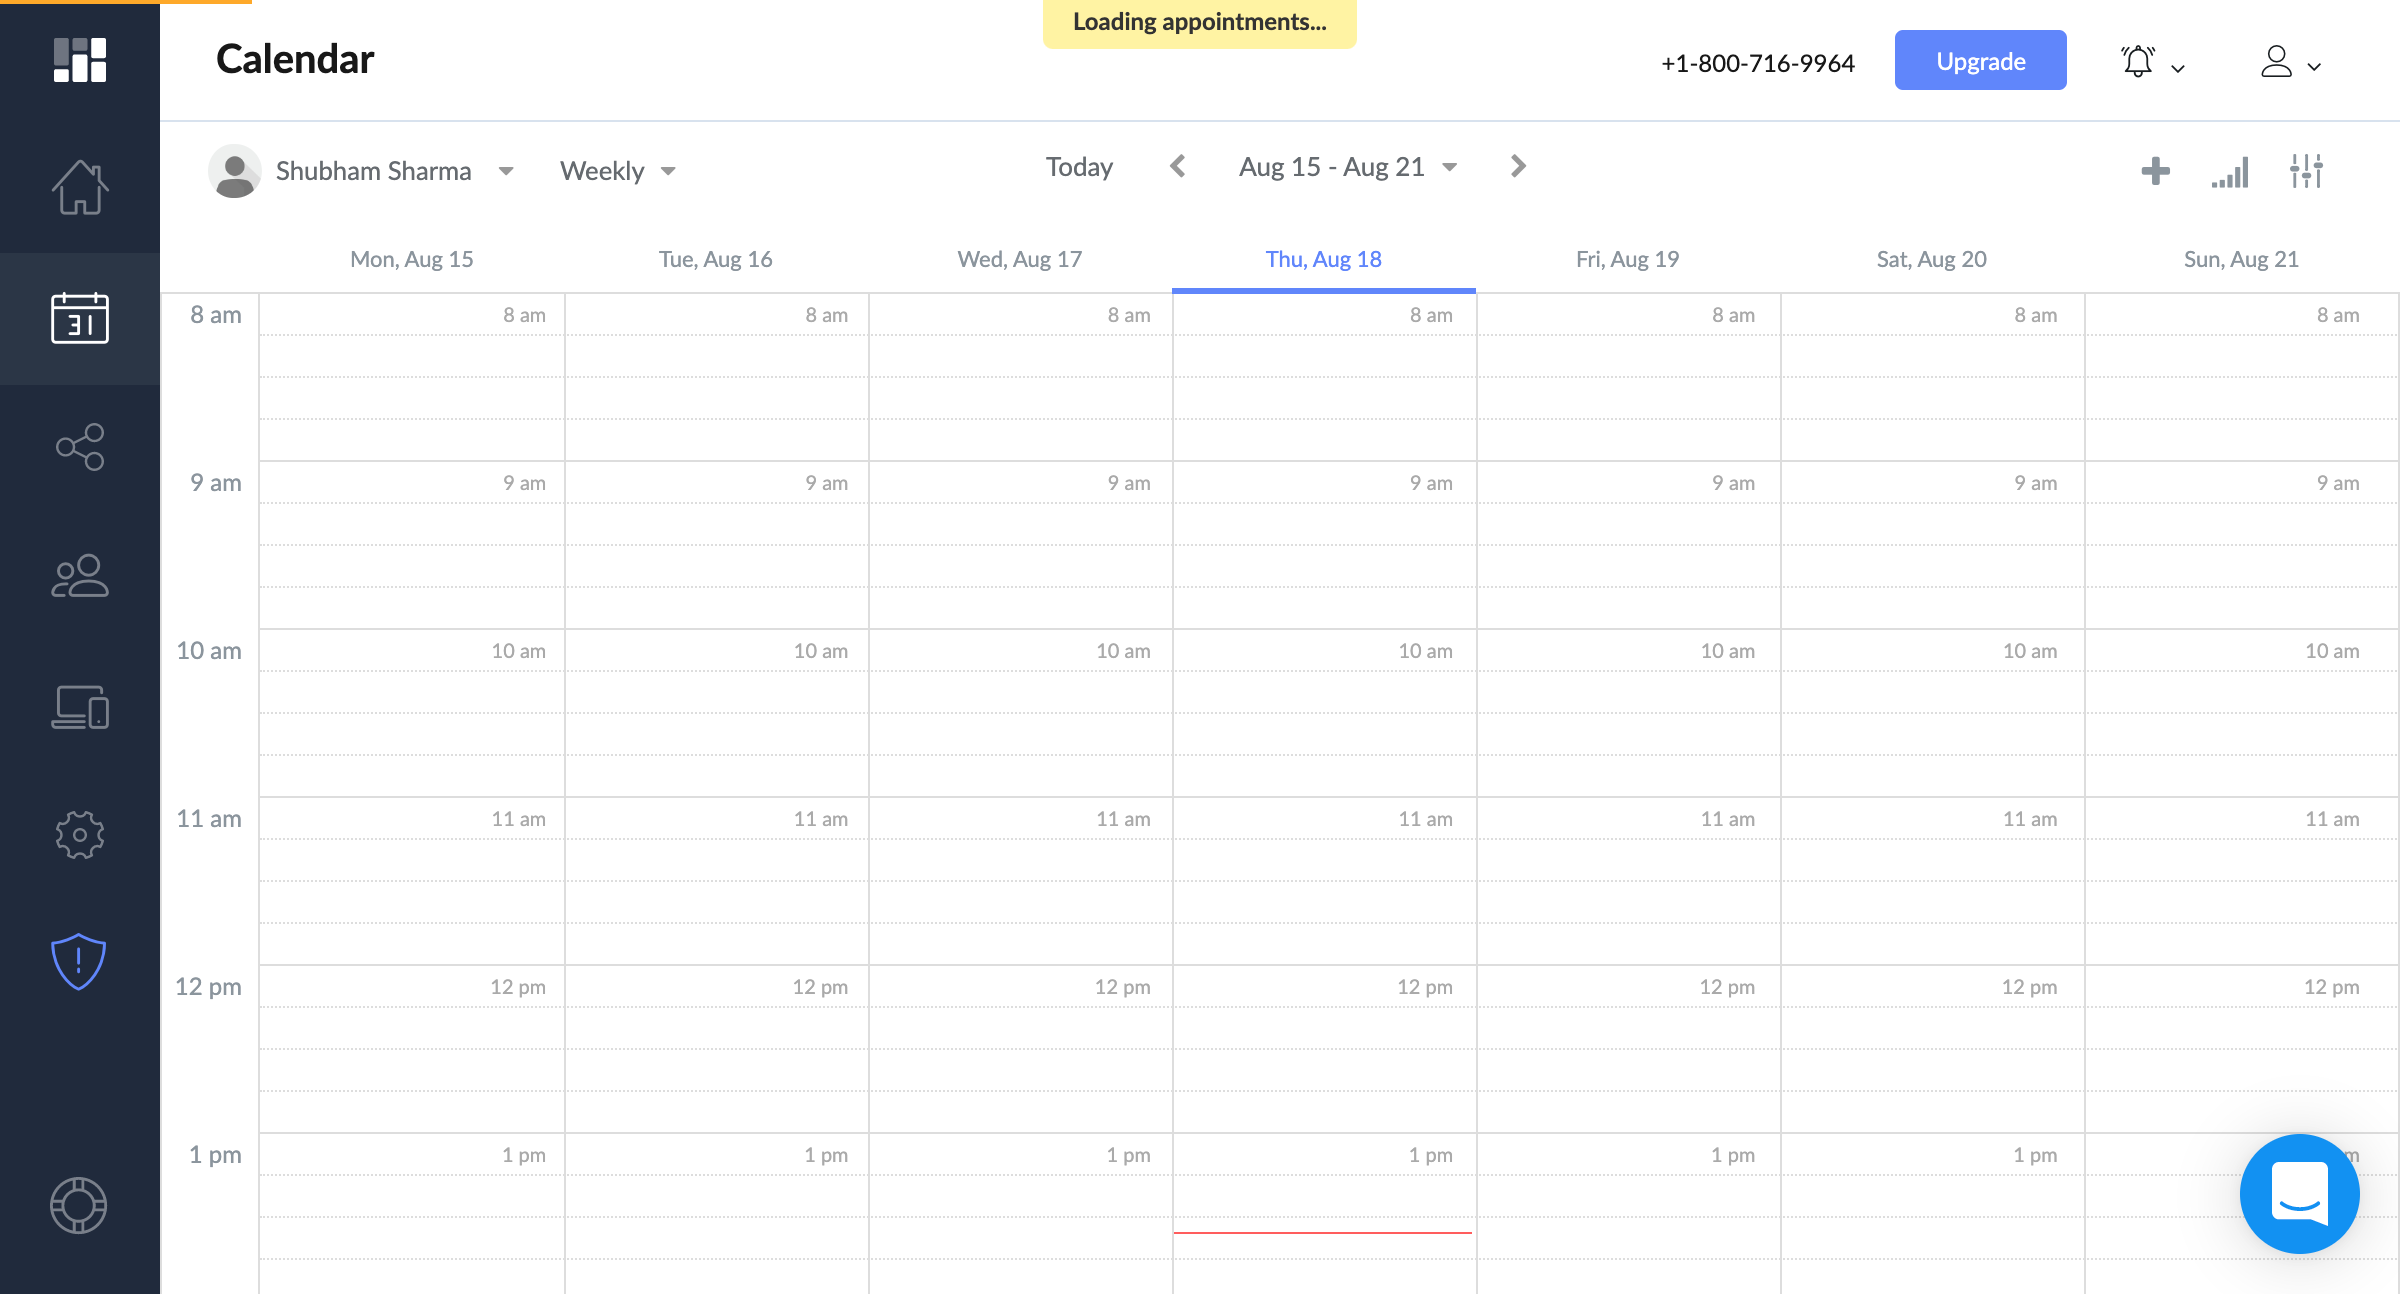 Loading appointments...
Calendar
+1-800-716-9964
Upgrade
Shubham Sharma
Weekly
Today
Aug 15 - Aug 21
Mon, Aug 15 Tue, Aug 16 Wed, Aug 17 Thu, Aug 18 Fri, Aug 19 Sat, Aug 20 Sun, Aug 21
31
8 am 8 am 8 am 8 am 8 am 8 am 8 am 8 am
9 am 9 am 9 am 9 am 9 am 9 am 9 am 9 am
10 am 10 am 10 am 10 am 10 am 10 am 10 am 10 am
11 am 11 am 11 am 11 am 11 am 11 am 11 am 11 am
12 pm 12 pm 12 pm 12 pm 12 pm 12 pm 12 pm 12 pm
1 pm 1 pm 1 pm 1 pm 1 pm 1 pm 1 pm